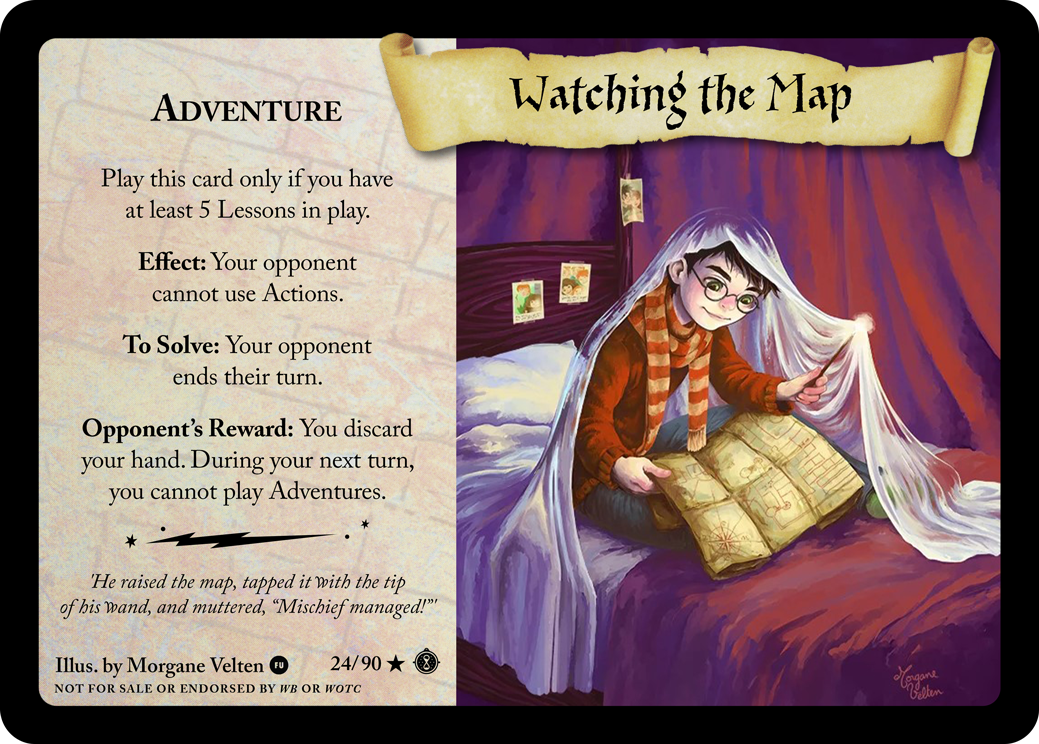 Watching the Map
ADVENTURE
Play this card only if you have
at least 5 Lessons in play.
Effect: Your opponent
cannot use Actions.
To Solve: Your opponent
ends their turn.
Opponent's Reward: You discard
your hand. During your next turn,
you cannot play Adventures.
'He raised the map, tapped it with the tip
of his wand, and muttered, “Mischief managed!”'
Illus. by Morgane Velten FU 24/90 ★
NOT FOR SALE OR ENDORSED BY WB OR WOTC
Morgane
Velten